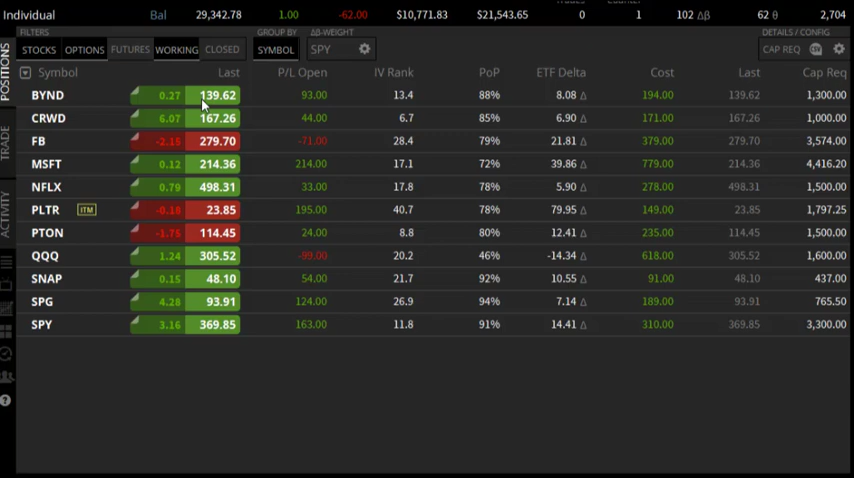 Individual Bal 29,342.78 1.00 -62.00 $10,771.83 $21,543.65 0 1 102 Δβ 62 θ 2,704
FILTERS GROUP BY Δβ-WEIGHT DETAILS / CONFIG
STOCKS OPTIONS FUTURES WORKING CLOSED SYMBOL SPY CAP REQ
Symbol Last P/L Open IV Rank PoP ETF Delta Cost Last Cap Req
BYND 0.27 139.62 93.00 13.4 88% 8.08 Δ 194.00 139.62 1,300.00
CRWD 6.07 167.26 44.00 6.7 85% 6.90 Δ 171.00 167.26 1,000.00
FB -2.15 279.70 -71.00 28.4 79% 21.81 Δ 379.00 279.70 3,574.00
MSFT 0.12 214.36 214.00 17.1 72% 39.86 Δ 779.00 214.36 4,416.20
NFLX 0.79 498.31 33.00 17.8 78% 5.90 Δ 278.00 498.31 1,500.00
PLTR ITM -0.18 23.85 195.00 40.7 78% 79.95 Δ 149.00 23.85 1,797.25
PTON -1.75 114.45 24.00 8.8 80% 12.41 Δ 235.00 114.45 1,500.00
QQQ 1.24 305.52 -99.00 20.2 46% -14.34 Δ 618.00 305.52 1,600.00
SNAP 0.15 48.10 54.00 21.7 92% 10.55 Δ 91.00 48.10 437.00
SPG 4.28 93.91 124.00 26.9 94% 7.14 Δ 189.00 93.91 765.50
SPY 3.16 369.85 163.00 11.8 91% 14.41 Δ 310.00 369.85 3,300.00
POSITIONS
TRADE
ACTIVITY